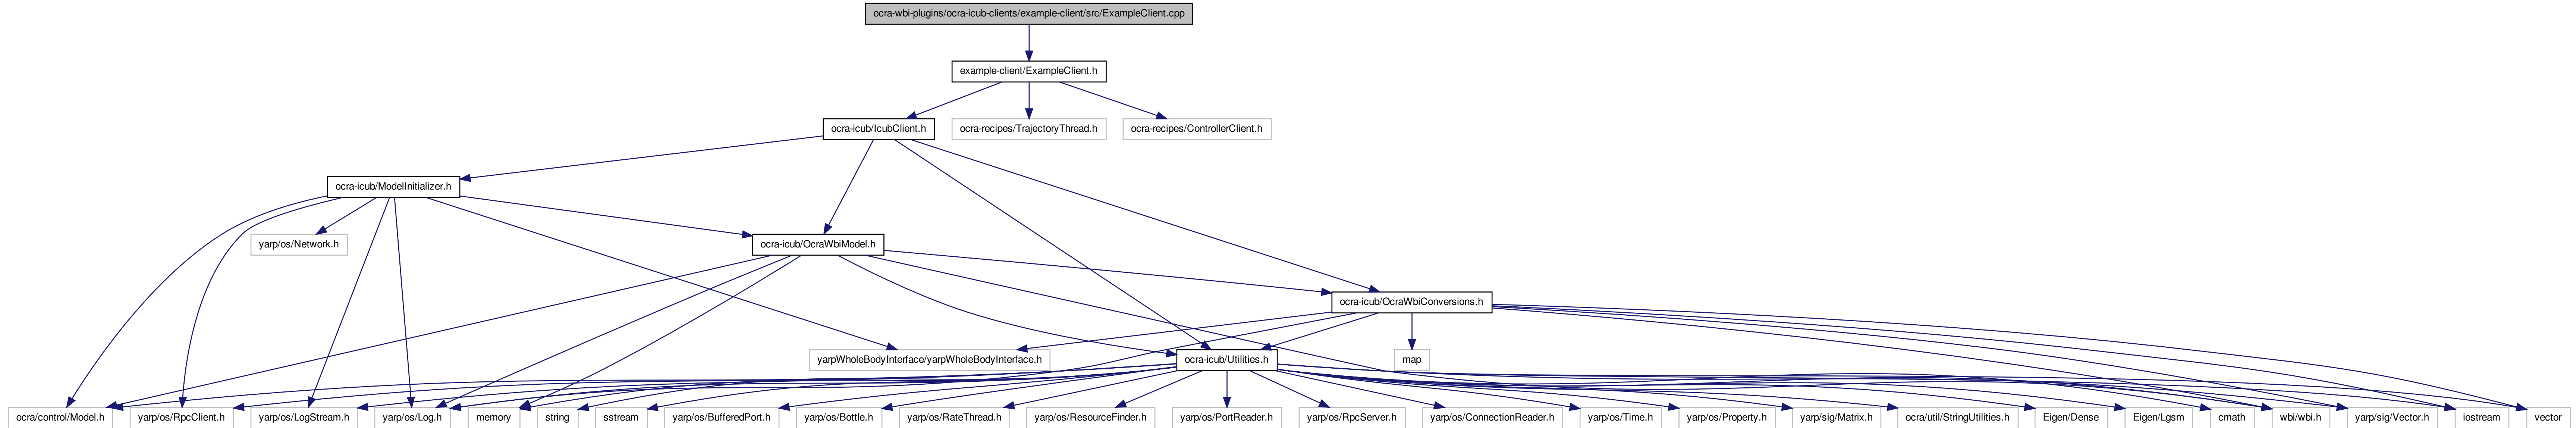 ocra-wbi-plugins/ocra-icub-clients/example-client/src/ExampleClient.cpp
example-client/ExampleClient.h
ocra-icub/IcubClient.h
ocra-recipes/TrajectoryThread.h
ocra-recipes/ControllerClient.h
ocra-icub/ModelInitializer.h
yarp/os/Network.h
ocra-icub/OcraWbiModel.h
ocra-icub/OcraWbiConversions.h
yarpWholeBodyInterface/yarpWholeBodyInterface.h
ocra-icub/Utilities.h
map
ocra/control/Model.h
yarp/os/RpcClient.h
yarp/os/LogStream.h
yarp/os/Log.h
memory
string
sstream
yarp/os/BufferedPort.h
yarp/os/Bottle.h
yarp/os/RateThread.h
yarp/os/ResourceFinder.h
yarp/os/PortReader.h
yarp/os/RpcServer.h
yarp/os/ConnectionReader.h
yarp/os/Time.h
yarp/os/Property.h
yarp/sig/Matrix.h
ocra/util/StringUtilities.h
Eigen/Dense
Eigen/Lgsm
cmath
wbi/wbi.h
yarp/sig/Vector.h
iostream
vector